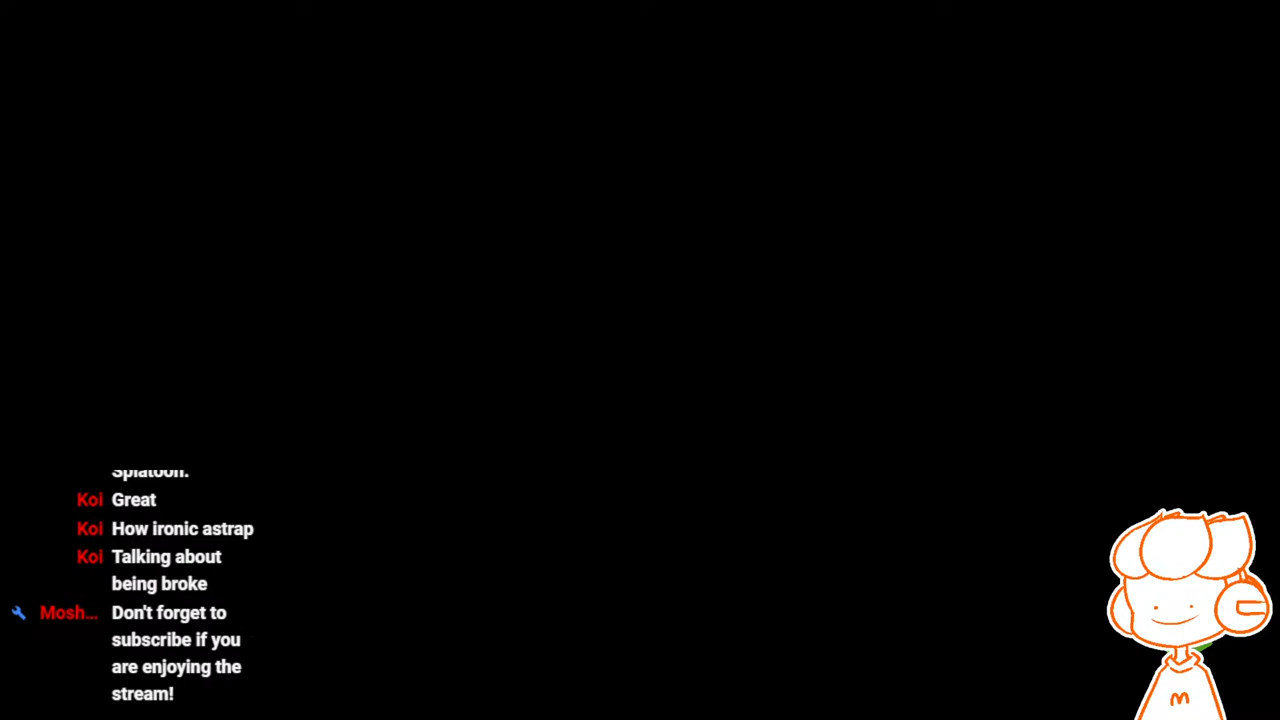 Splatoon.
Koi Great
Koi How ironic astrap
Koi Talking about
being broke
Mosh... Don't forget to
subscribe if you
are enjoying the
stream!
m